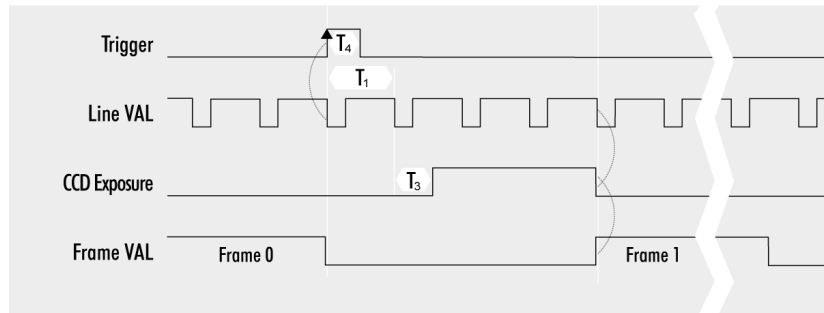 Trigger
T4
T1
Line VAL
CCD Exposure
T3
Frame VAL
Frame 0
Frame 1